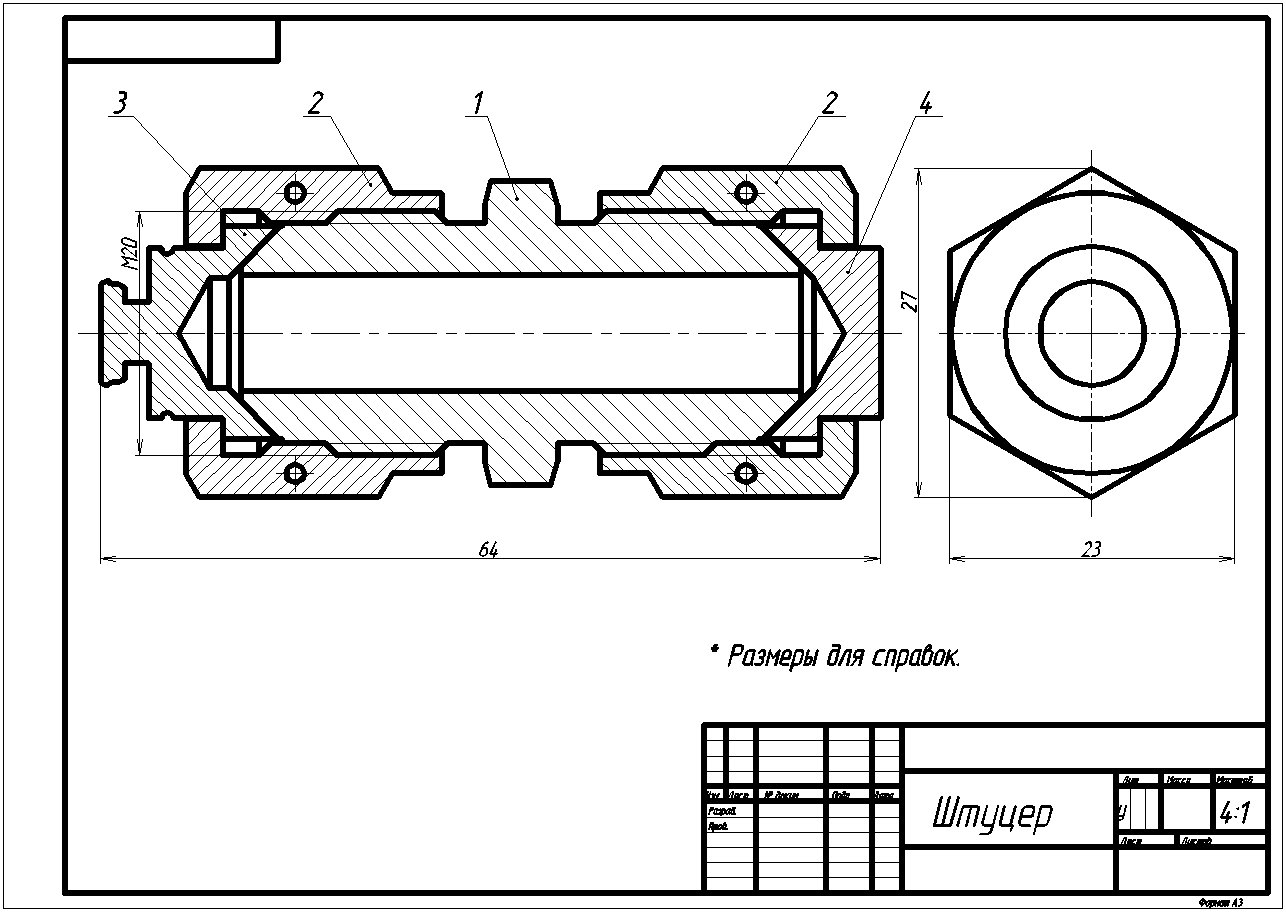 3 2 1 2 4
М20
27
64
23
* Размеры для справок.
Лит. Масса Масштаб
Изм Лист № докум. Подп. Дата
Разраб.
Пров.
Штуцер
у
4:1
Лист Листов
Формат А3